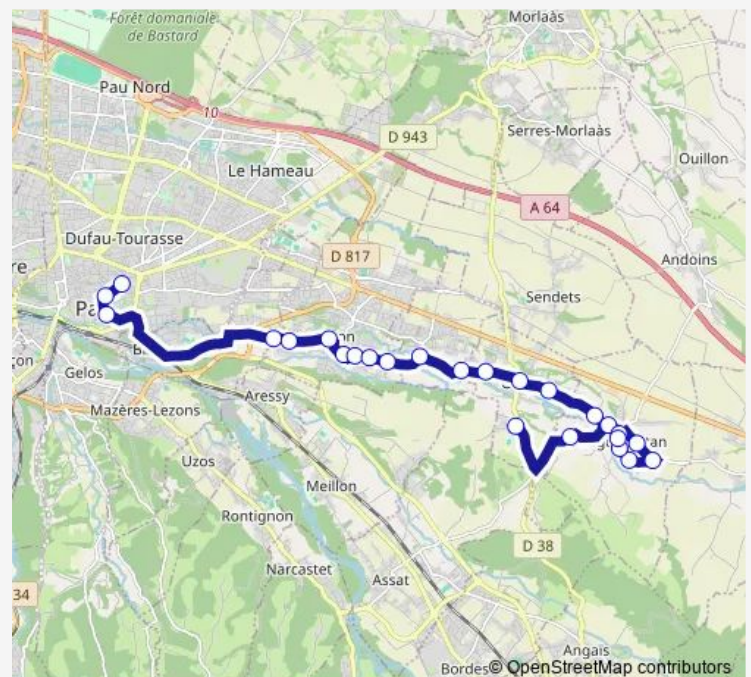 Forêt domaniale
de Bastard
Morlaàs
Pau Nord
10
D 943
Serres-Morlaàs
Ouillon
Le Hameau
A 64
Dufau-Tourasse
D 817
Andoins
Sendets
Gelos
Aressy
Mazères-Lezons
Uzos
Meillon
Rontignon
D 38
Narcastet
Assat
34
Angais
Bordes
© OpenStreetMap contributors